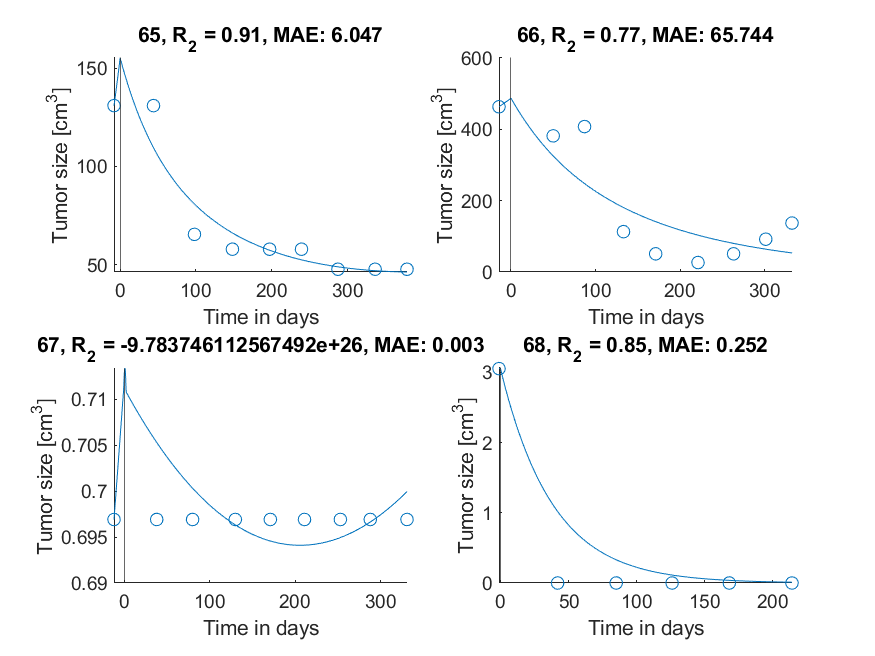 65, R2 = 0.91, MAE: 6.047
Tumor size [cm3]
150
100
50
0
100
200
300
Time in days
66, R2 = 0.77, MAE: 65.744
Tumor size [cm3]
600
400
200
0
0
100
200
300
Time in days
67, R2 = -9.783746112567492e+26, MAE: 0.003
Tumor size [cm3]
0.71
0.705
0.7
0.695
0.69
0
100
200
300
Time in days
68, R2 = 0.85, MAE: 0.252
Tumor size [cm3]
3
2
1
0
0
50
100
150
200
Time in days